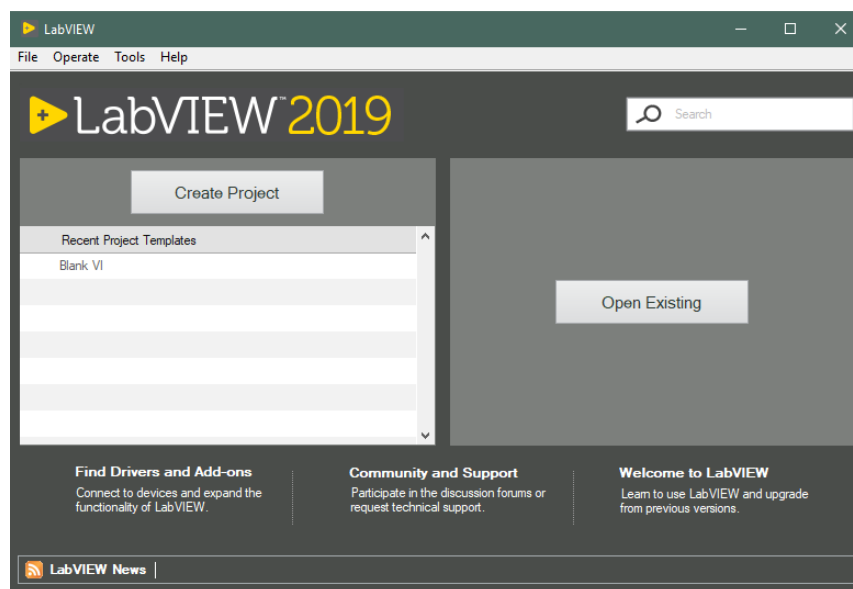 LabVIEW
File Operate Tools Help
LabVIEW™ 2019
Search
Create Project
Recent Project Templates
Blank VI
Open Existing
Find Drivers and Add-ons
Connect to devices and expand the
functionality of LabVIEW.
Community and Support
Participate in the discussion forums or
request technical support.
Welcome to LabVIEW
Learn to use LabVIEW and upgrade
from previous versions.
LabVIEW News